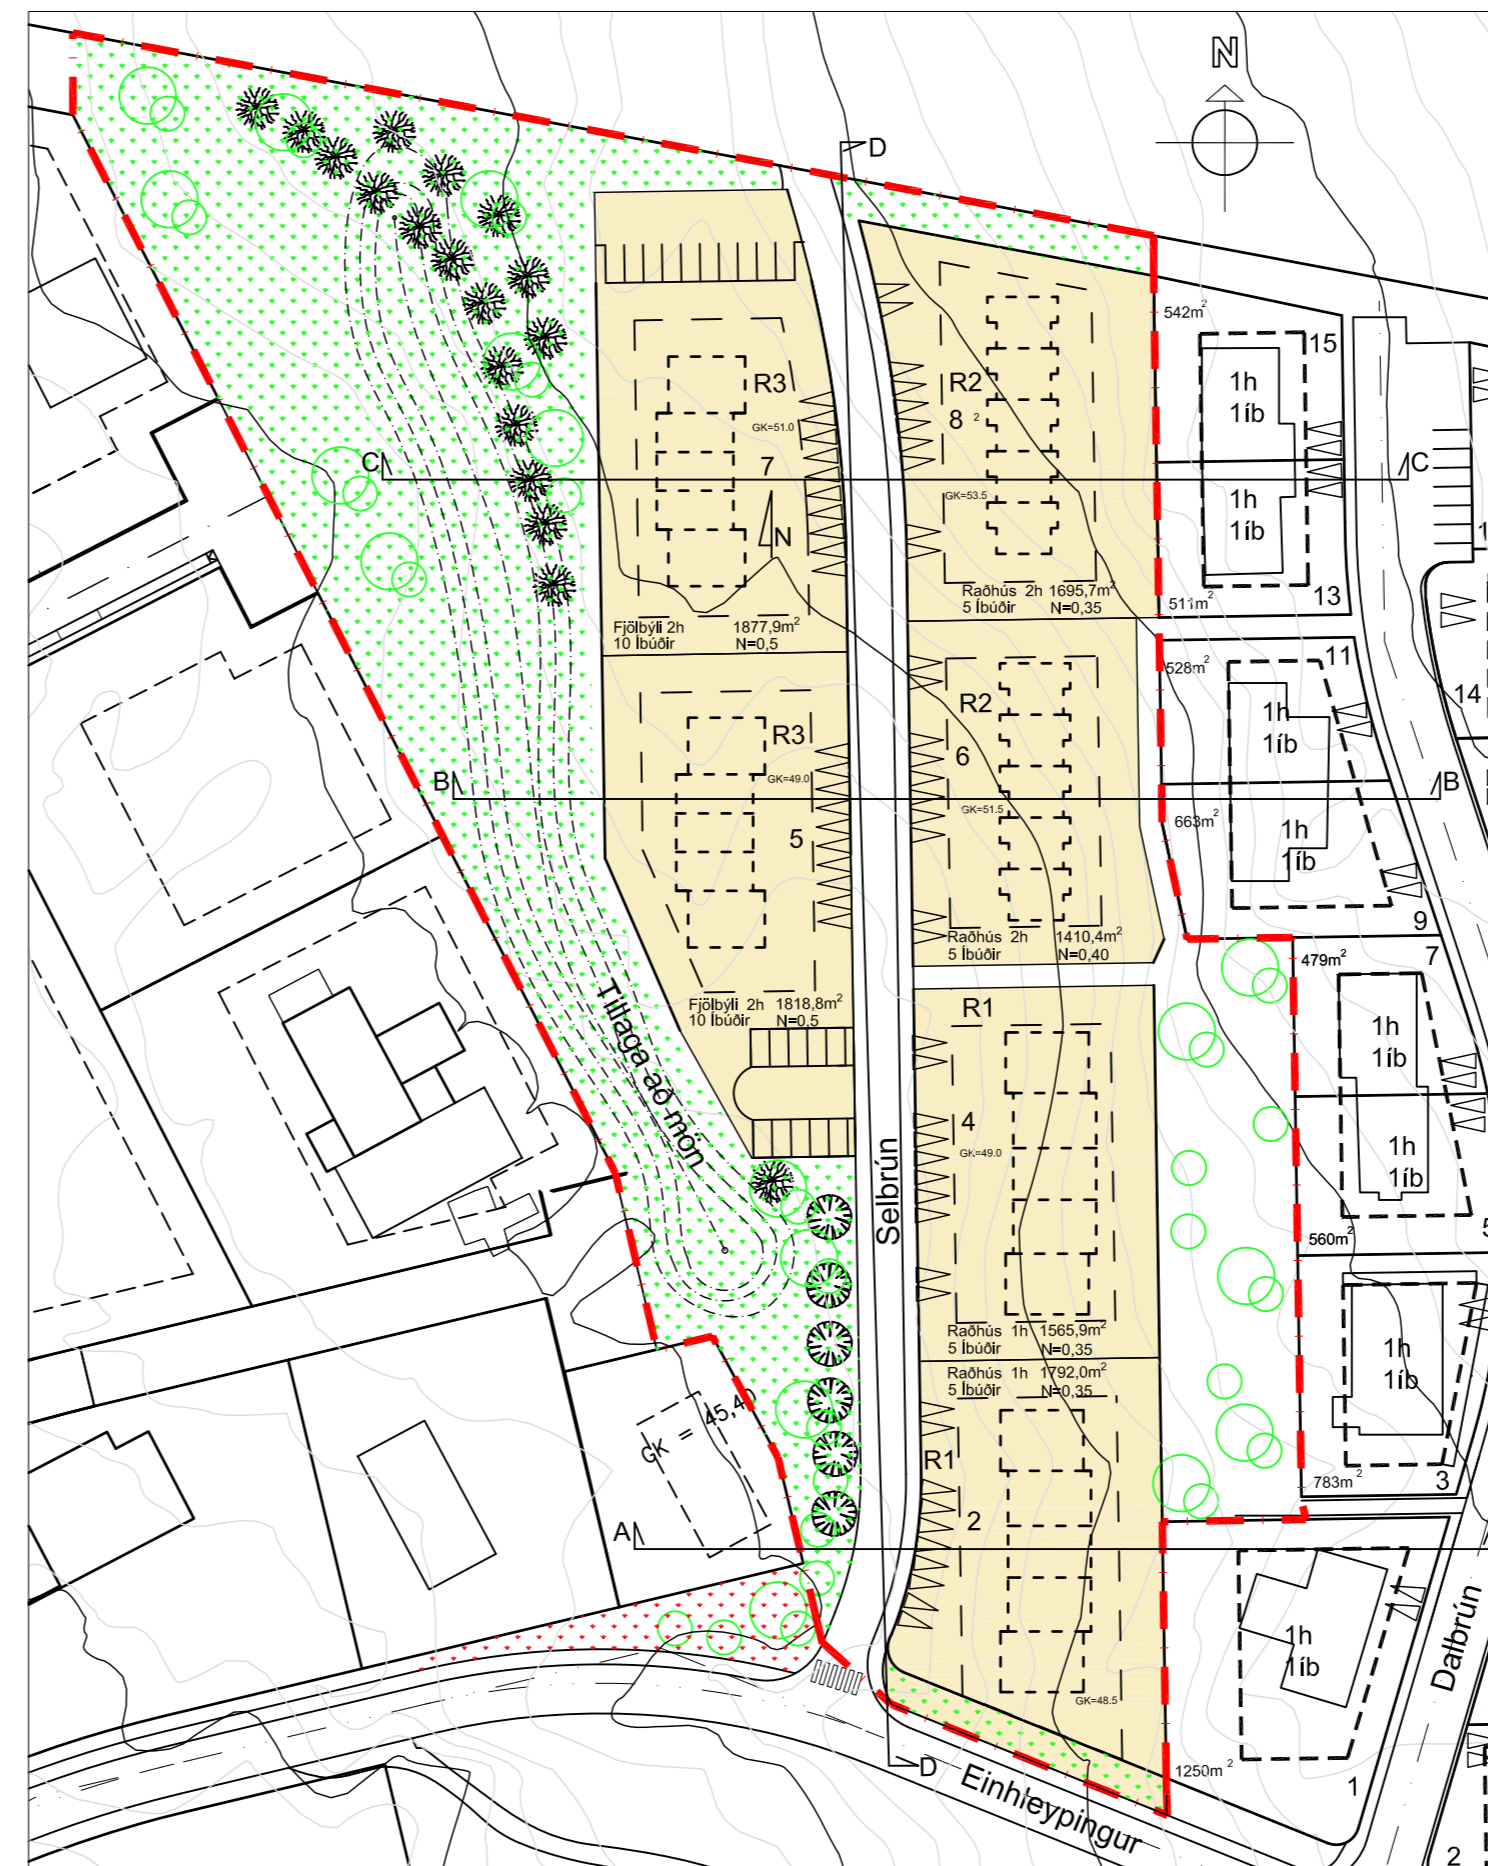 N
D
542m²
15
1h
1íb
R3
GK=51.0
7
N
R2
8 ²
GK=53.5
C
C
1h
1íb
13
511m²
Raðhús 2h 1695,7m²
5 Íbúðir N=0,35
Fjölbýli 2h 1877,9m²
10 Íbúðir N=0,5
528m²
11
1h
1íb
14
R3
GK=49.0
5
R2
6
GK=51.5
B
B
663m²
1h
1íb
9
Raðhús 2h 1410,4m²
5 Íbúðir N=0,40
7
479m²
Fjölbýli 2h 1818,8m²
10 Íbúðir N=0,5
Tillaga að mön
R1
4
GK=49.0
1h
1íb
1h
1íb
5
560m²
Selbrún
Raðhús 1h 1565,9m²
5 Íbúðir N=0,35
Raðhús 1h 1792,0m²
5 Íbúðir N=0,35
1h
1íb
3
783m²
GK = 45,40
R1
2
A
1h
1íb
Dalbrún
GK=48.5
1250m²
1
D
Einhleypingur
2